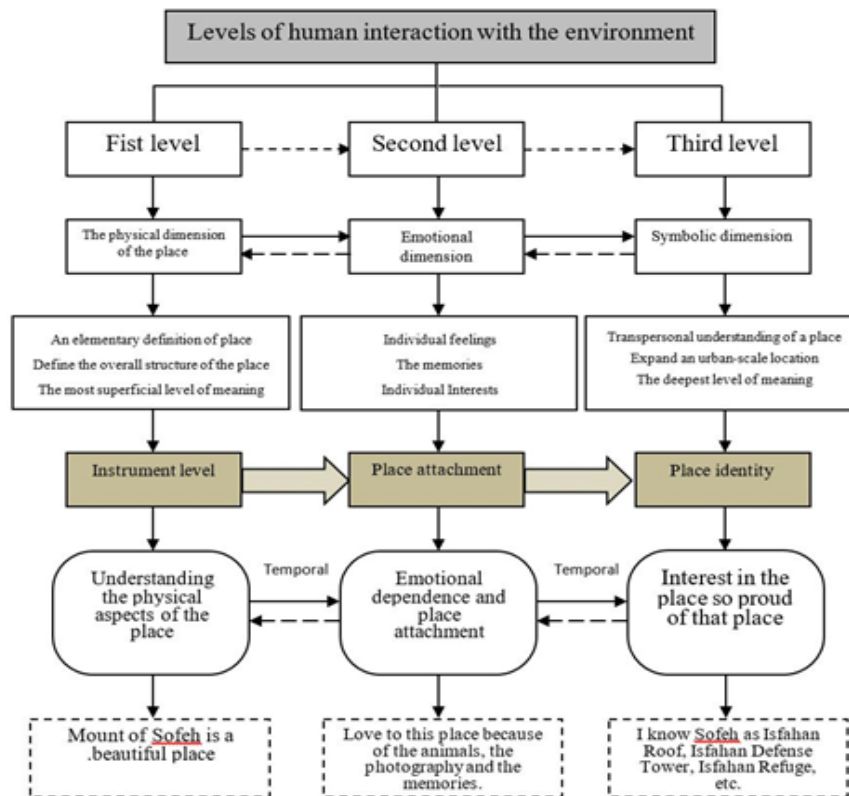 Levels of human interaction with the environment
Fist level
Second level
Third level
The physical dimension
of the place
Emotional
dimension
Symbolic dimension
An elementary definition of place
Define the overall structure of the place
The most superficial level of meaning
Individual feelings
The memories
Individual Interests
Transpersonal understanding of a place
Expand an urban-scale location
The deepest level of meaning
Instrument level
Place attachment
Place identity
Understanding
the physical
aspects of the
place
Temporal
Emotional
dependence and
place
attachment
Temporal
Interest in the
place so proud
of that place
Mount of Sofeh is a
.beautiful place
Love to this place because
of the animals, the
photography and the
memories.
I know Sofeh as Isfahan
Roof, Isfahan Defense
Tower, Isfahan Refuge,
etc.